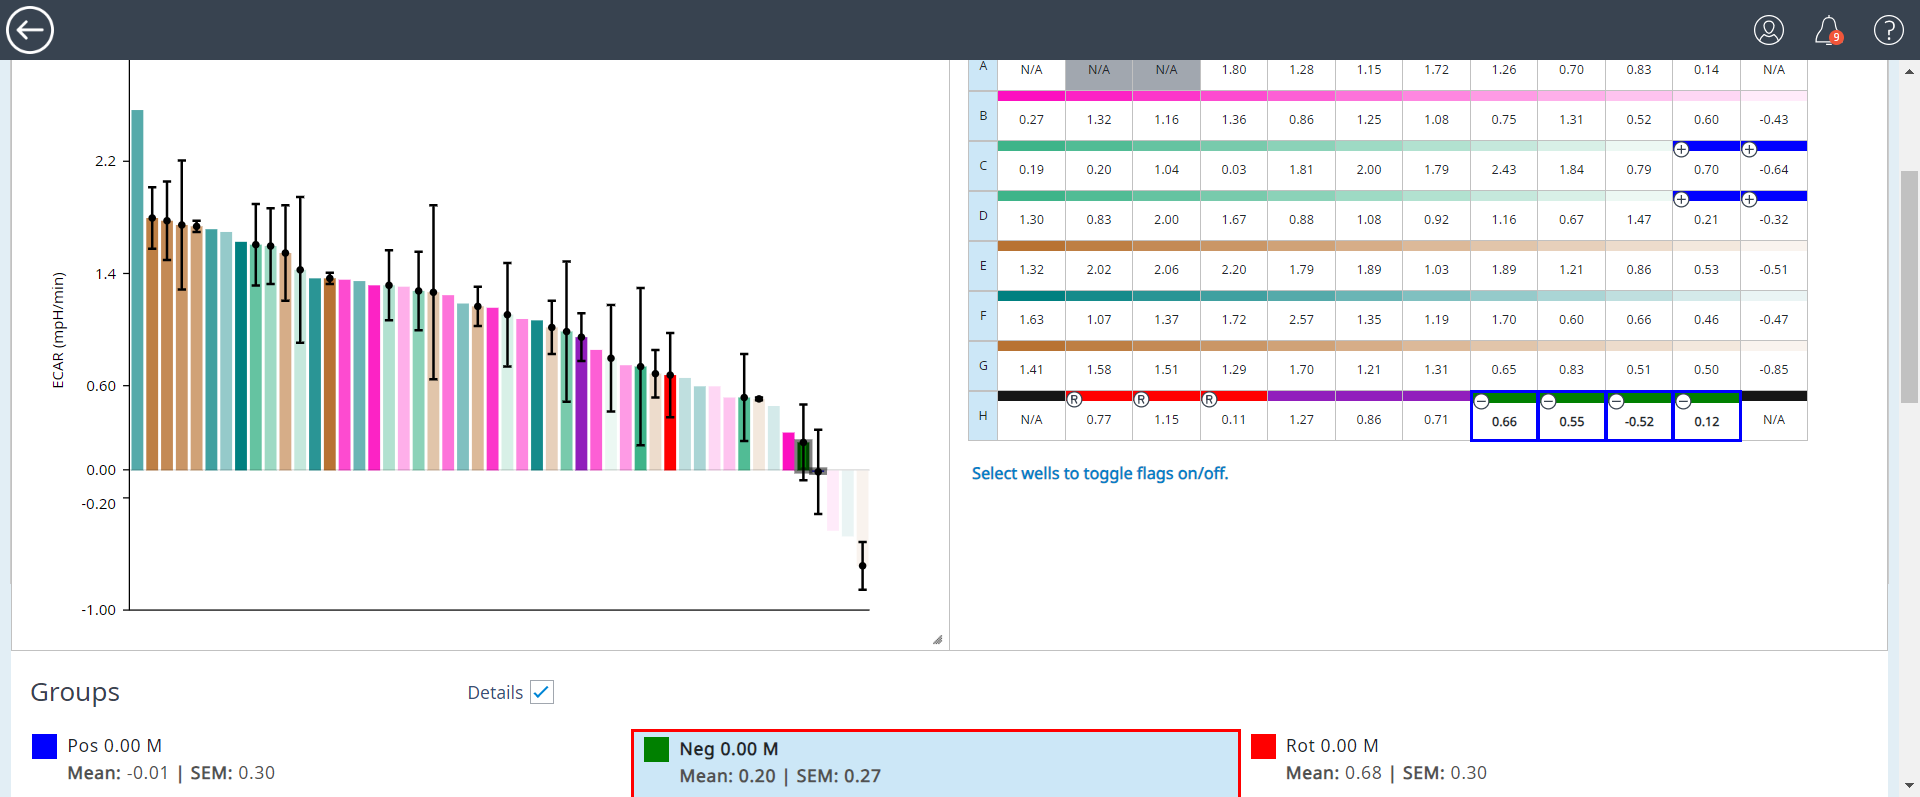 9
2.2
1.4
0.60
0.00
-0.20
-1.00
ECAR (mpH/min)
A N/A N/A N/A 1.80 1.28 1.15 1.72 1.26 0.70 0.83 0.14 N/A
B 0.27 1.32 1.16 1.36 0.86 1.25 1.08 0.75 1.31 0.52 0.60 -0.43
C 0.19 0.20 1.04 0.03 1.81 2.00 1.79 2.43 1.84 0.79 + 0.70 + -0.64
D 1.30 0.83 2.00 1.67 0.88 1.08 0.92 1.16 0.67 1.47 + 0.21 + -0.32
E 1.32 2.02 2.06 2.20 1.79 1.89 1.03 1.89 1.21 0.86 0.53 -0.51
F 1.63 1.07 1.37 1.72 2.57 1.35 1.19 1.70 0.60 0.66 0.46 -0.47
G 1.41 1.58 1.51 1.29 1.70 1.21 1.31 0.65 0.83 0.51 0.50 -0.85
H N/A R 0.77 R 1.15 R 0.11 1.27 0.86 0.71 − 0.66 − 0.55 − -0.52 − 0.12 N/A
Select wells to toggle flags on/off.
Groups
Details
Pos 0.00 M
Mean: -0.01 | SEM: 0.30
Neg 0.00 M
Mean: 0.20 | SEM: 0.27
Rot 0.00 M
Mean: 0.68 | SEM: 0.30